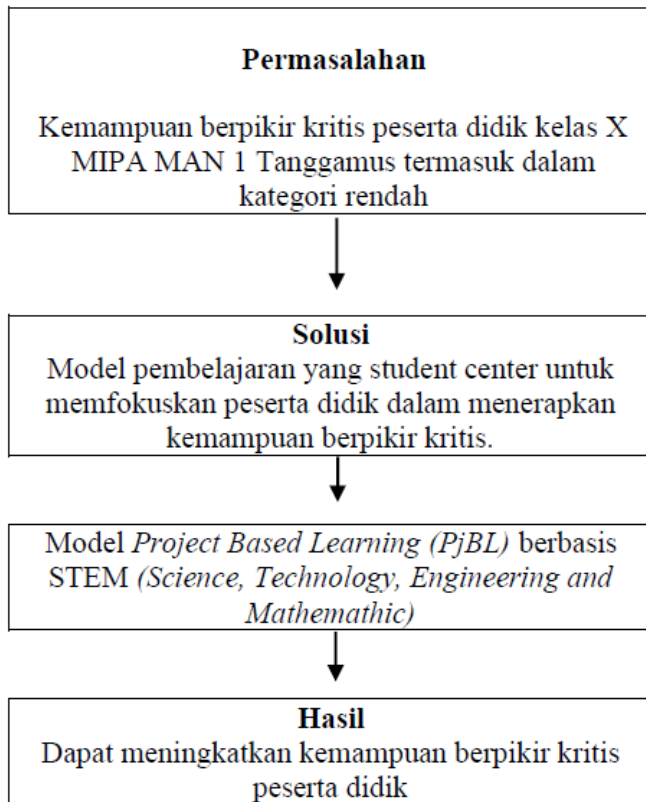 Permasalahan
Kemampuan berpikir kritis peserta didik kelas X
MIPA MAN 1 Tanggamus termasuk dalam
kategori rendah
Solusi
Model pembelajaran yang student center untuk
memfokuskan peserta didik dalam menerapkan
kemampuan berpikir kritis.
Model Project Based Learning (PjBL) berbasis
STEM (Science, Technology, Engineering and
Mathemathic)
Hasil
Dapat meningkatkan kemampuan berpikir kritis
peserta didik